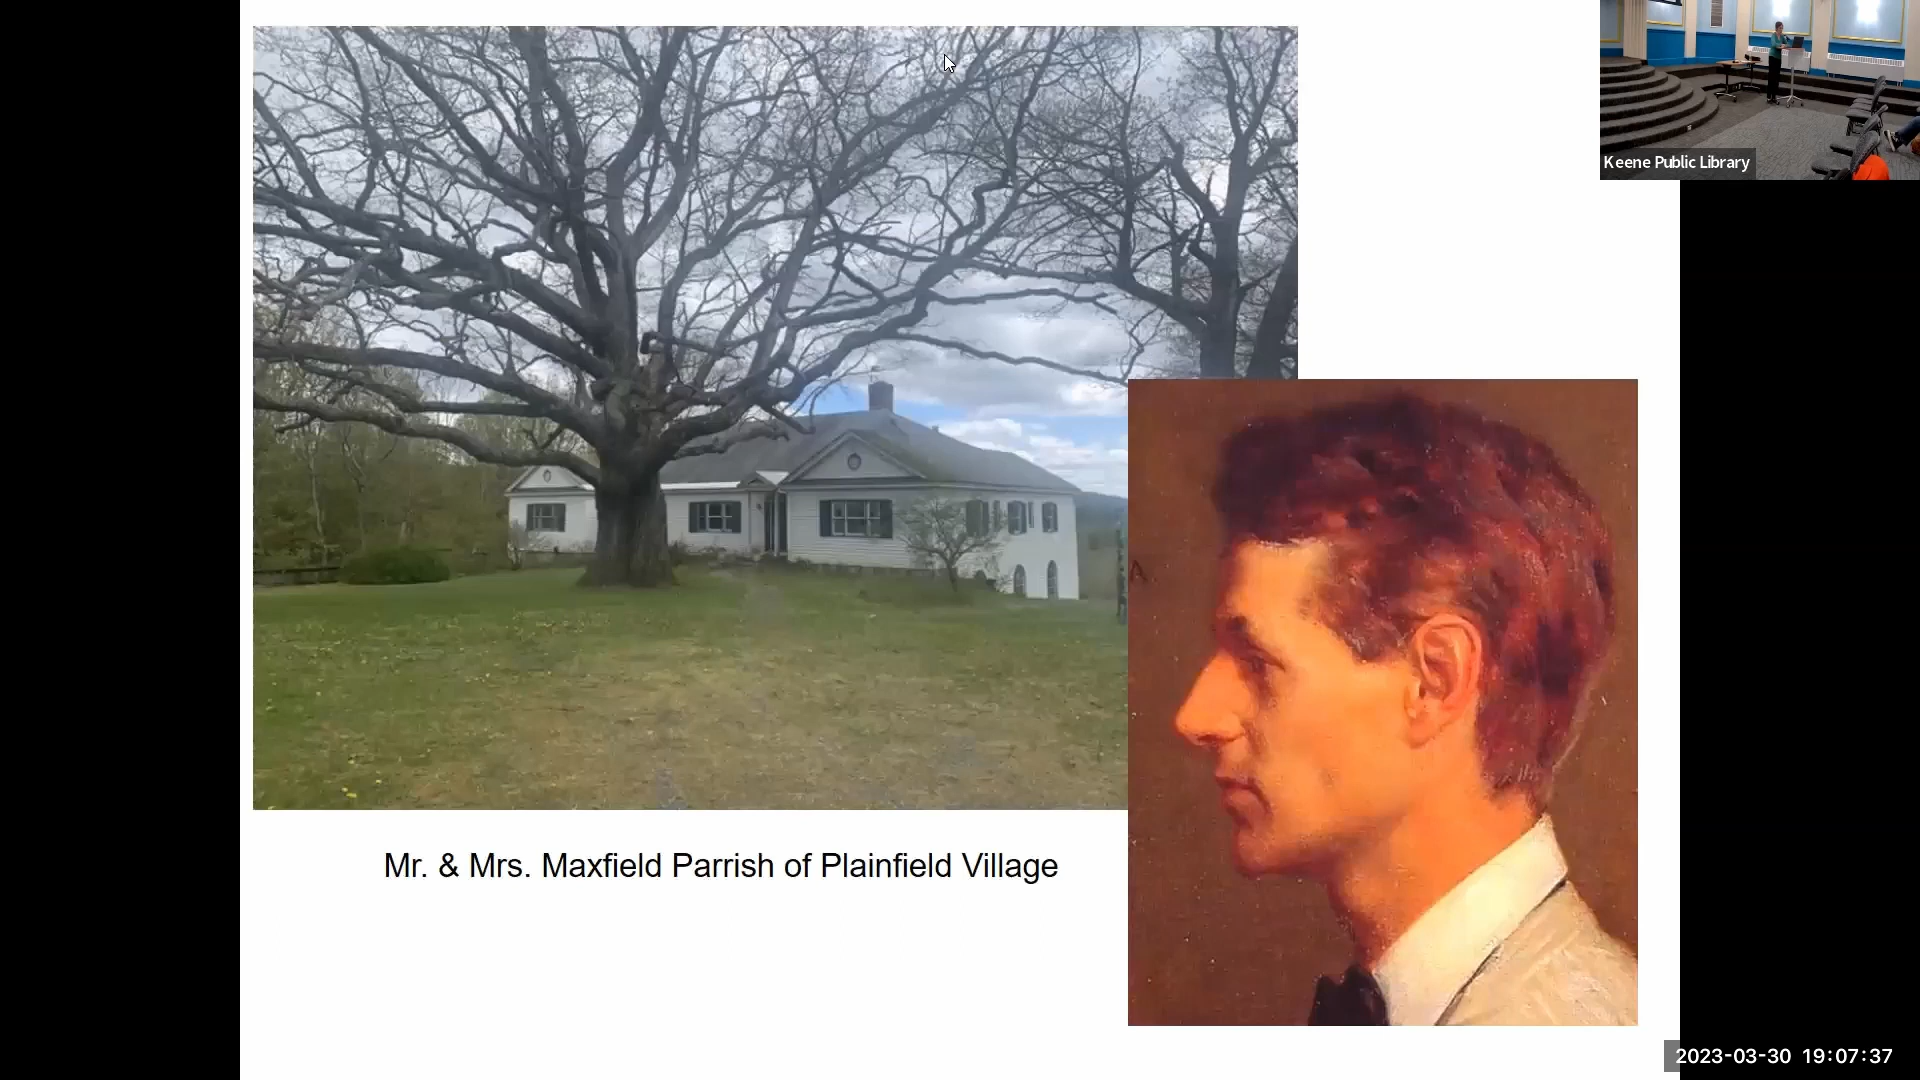 Keene Public Library
A.
Mr. & Mrs. Maxfield Parrish of Plainfield Village
2023-03-30 19:07:37